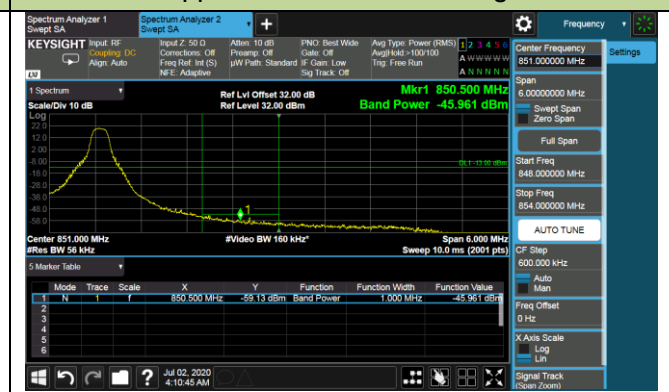 Spectrum Analyzer 1
Swept SA
Spectrum Analyzer 2
Swept SA
+
Frequency
KEYSIGHT
Input: RF
Coupling: DC
Align: Auto
Input Z: 50 Ω
Corrections: Off
Freq Ref: Int (S)
NFE: Adaptive
Atten: 10 dB
Preamp: Off
µW Path: Standard
PNO: Best Wide
Gate: Off
IF Gain: Low
Sig Track: Off
Avg Type: Power (RMS)
Avg|Hold:>100/100
Trig: Free Run
1 2 3 4 5 6
A W W W W W
A N N N N N
LXI
1 Spectrum
Scale/Div 10 dB
Ref Lvl Offset 32.00 dB
Ref Level 32.00 dBm
Mkr1 850.500 MHz
Band Power -45.961 dBm
Log
22.0
12.0
2.00
-8.00
-18.0
-28.0
-38.0
-48.0
-58.0
DL1 -13.00 dBm
1
Center 851.000 MHz
#Res BW 56 kHz
#Video BW 160 kHz*
Span 6.000 MHz
Sweep 10.0 ms (2001 pts)
5 Marker Table
Mode Trace Scale X Y Function Function Width Function Value
1 N 1 f 850.500 MHz -59.13 dBm Band Power 1.000 MHz -45.961 dBm
2
3
4
5
6
Center Frequency
851.000000 MHz
Settings
Span
6.00000000 MHz
Swept Span
Zero Span
Full Span
Start Freq
848.000000 MHz
Stop Freq
854.000000 MHz
AUTO TUNE
CF Step
600.000 kHz
Auto
Man
Freq Offset
0 Hz
X Axis Scale
Log
Lin
Signal Track
(Span Zoom)
?
Jul 02, 2020
4:10:45 AM